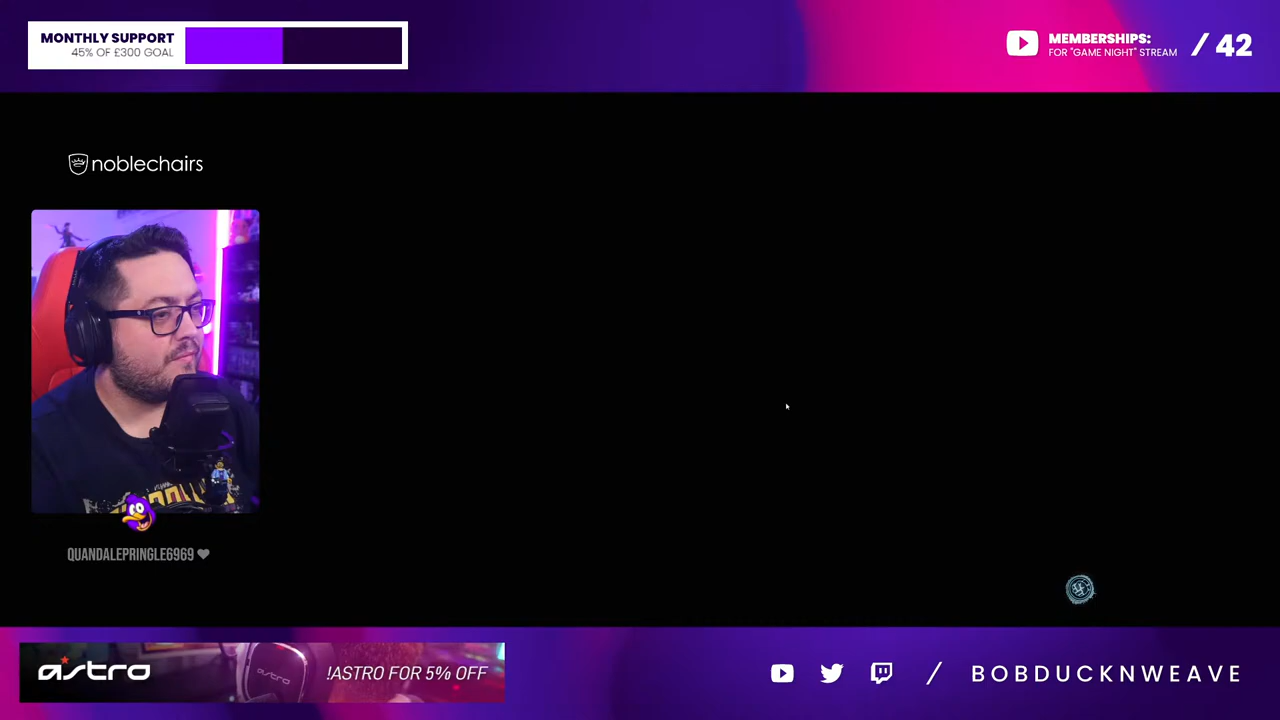 MONTHLY SUPPORT
45% OF £300 GOAL
MEMBERSHIPS:
FOR "GAME NIGHT" STREAM
/ 42
noblechairs
QUANDALEPRINGLE6969
astro
!ASTRO FOR 5% OFF
/ BOBDUCKNWEAVE